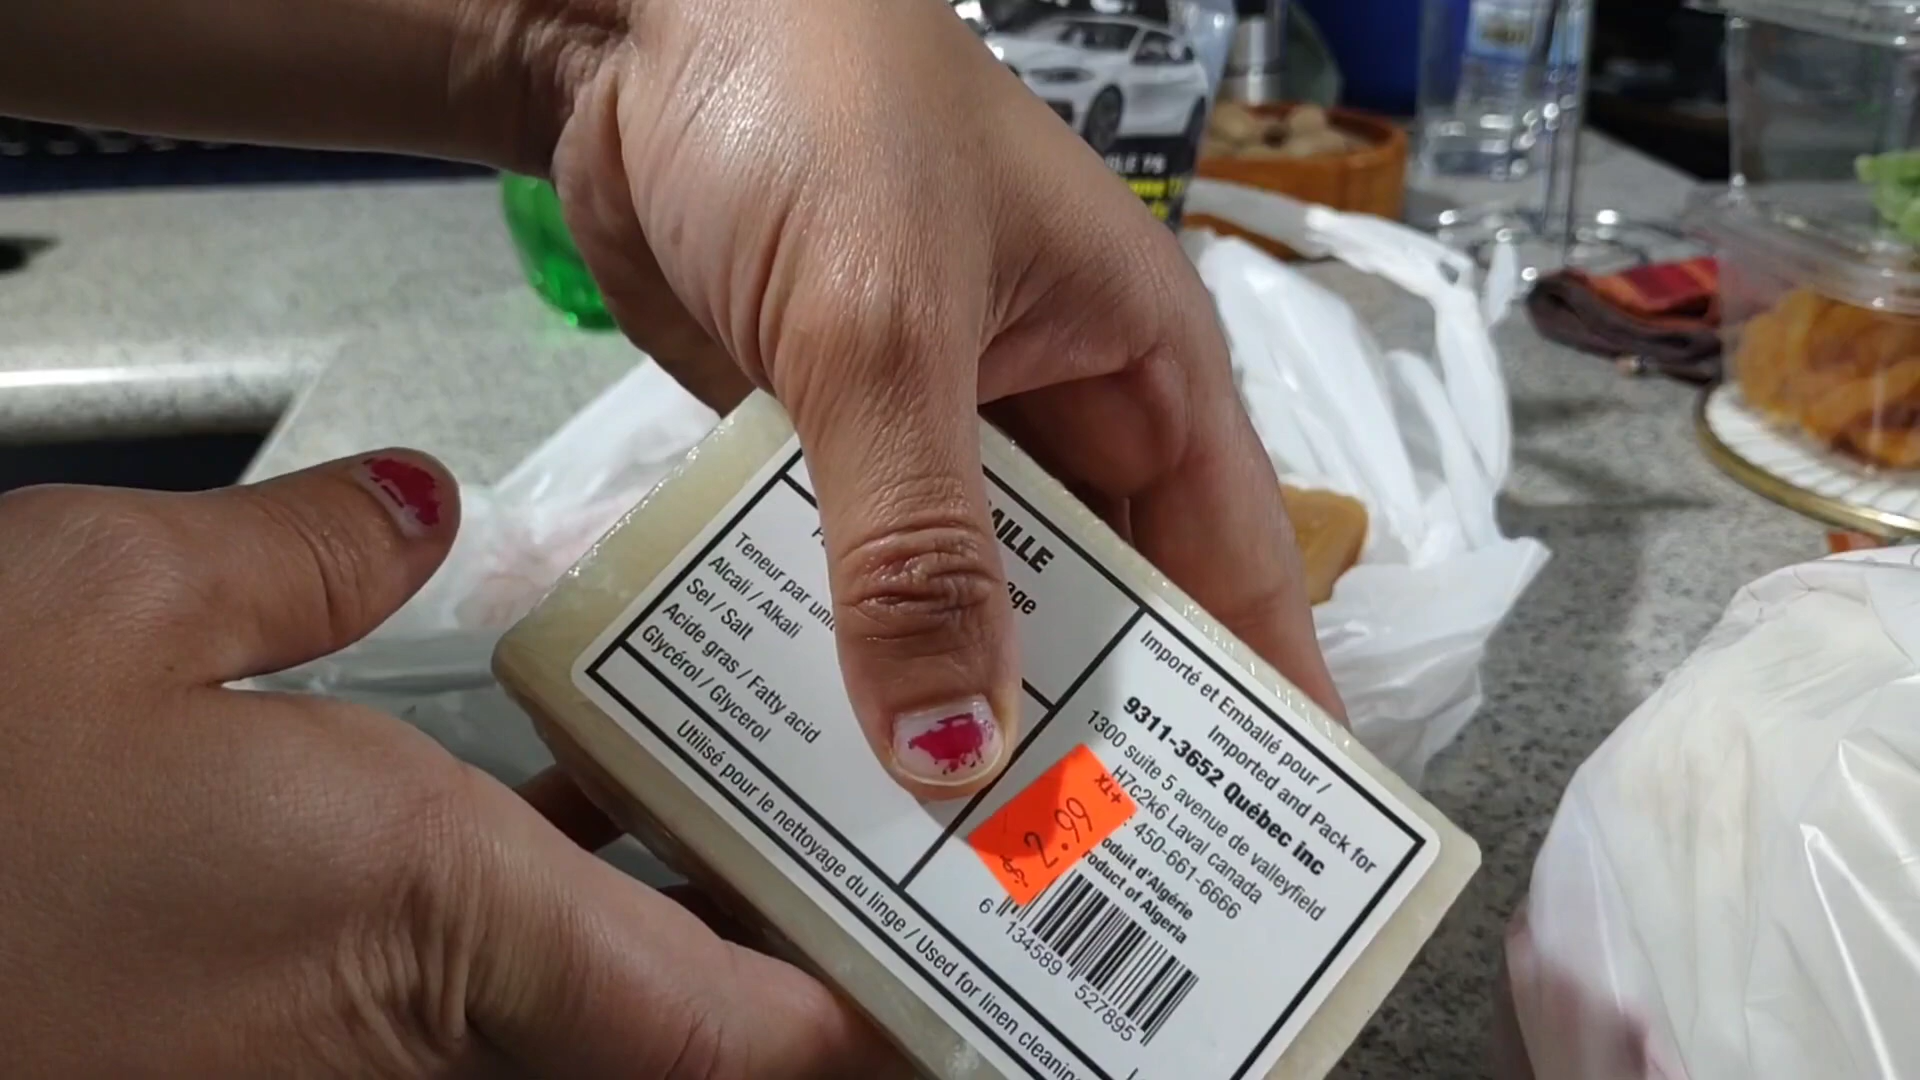 AILLE
age
Teneur par unit
Alcali / Alkali
Sel / Salt
Acide gras / Fatty acid
Glycérol / Glycerol
Utilisé pour le nettoyage du linge / Used for linen cleanin
Importé et Emballé pour /
Imported and Pack for
9311-3652 Québec inc
1300 suite 5 avenue de valleyfield
H7c2k6 Laval canada
: 450-661-6666
oduit d'Algérie
roduct of Algeria
XL+
2.99
6 134589 527895